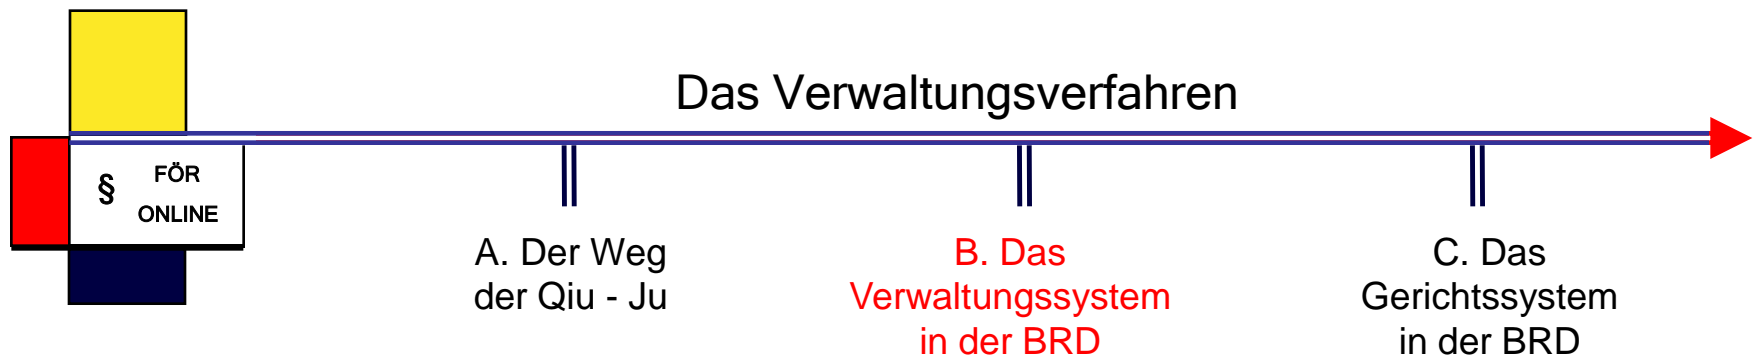 Das Verwaltungsverfahren
§ FÖR
ONLINE
A. Der Weg
der Qiu - Ju
B. Das
Verwaltungssystem
in der BRD
C. Das
Gerichtssystem
in der BRD